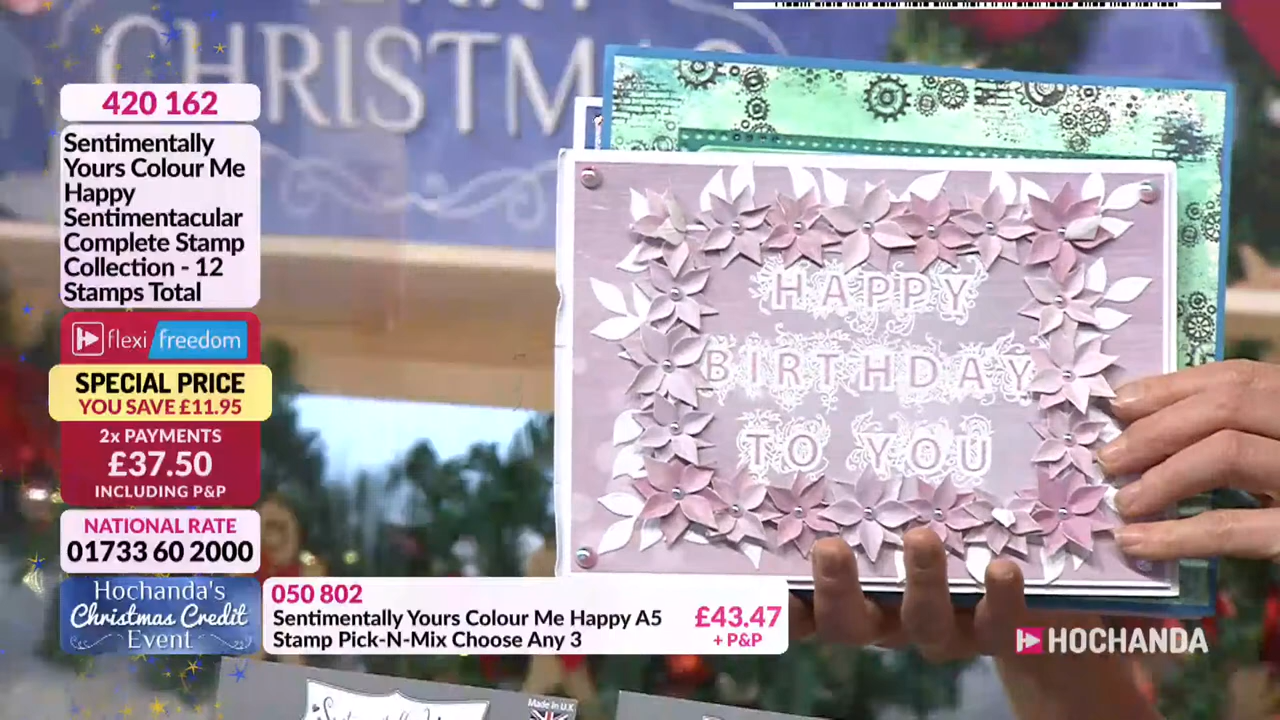 CHRISTMAS
420 162
Sentimentally
Yours Colour Me
Happy
Sentimentacular
Complete Stamp
Collection - 12
Stamps Total
flexi freedom
SPECIAL PRICE
YOU SAVE £11.95
2x PAYMENTS
£37.50
INCLUDING P&P
NATIONAL RATE
01733 60 2000
Hochanda's
Christmas Credit
Event
050 802
Sentimentally Yours Colour Me Happy A5
Stamp Pick-N-Mix Choose Any 3
£43.47
+ P&P
HAPPY
BIRTHDAY
TO YOU
HOCHANDA
Made in U.K